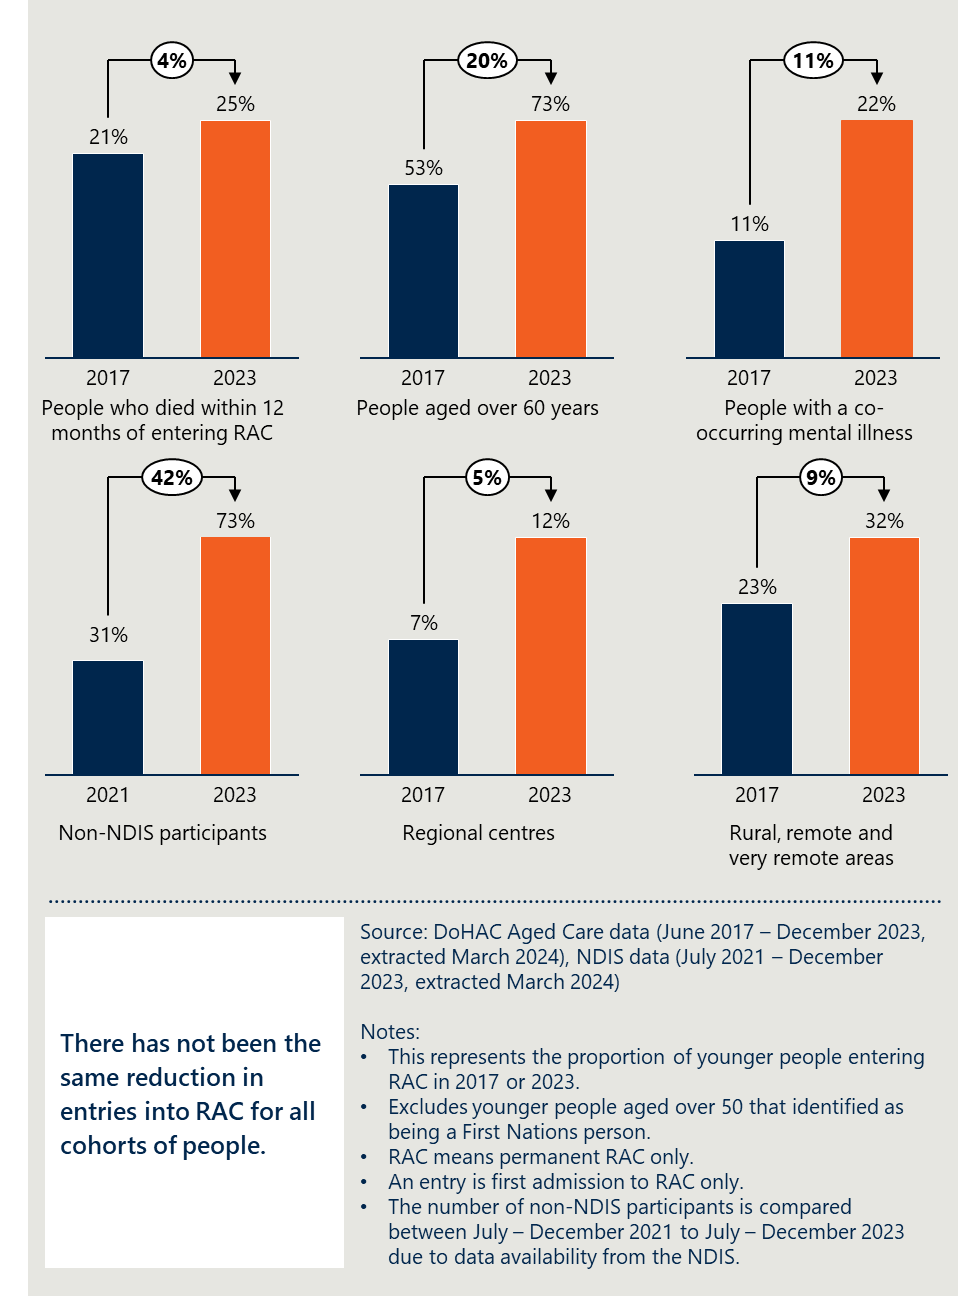 4%
20%
11%
21%
25%
53%
73%
11%
22%
2017
2023
2017
2023
2017
2023
People who died within 12
months of entering RAC
People aged over 60 years
People with a co-
occurring mental illness
42%
5%
9%
31%
73%
7%
12%
23%
32%
2021
2023
2017
2023
2017
2023
Non-NDIS participants
Regional centres
Rural, remote and
very remote areas
There has not been the
same reduction in
entries into RAC for all
cohorts of people.
Source: DoHAC Aged Care data (June 2017 – December 2023,
extracted March 2024), NDIS data (July 2021 – December
2023, extracted March 2024)
Notes:
• This represents the proportion of younger people entering
RAC in 2017 or 2023.
• Excludes younger people aged over 50 that identified as
being a First Nations person.
• RAC means permanent RAC only.
• An entry is first admission to RAC only.
• The number of non-NDIS participants is compared
between July – December 2021 to July – December 2023
due to data availability from the NDIS.